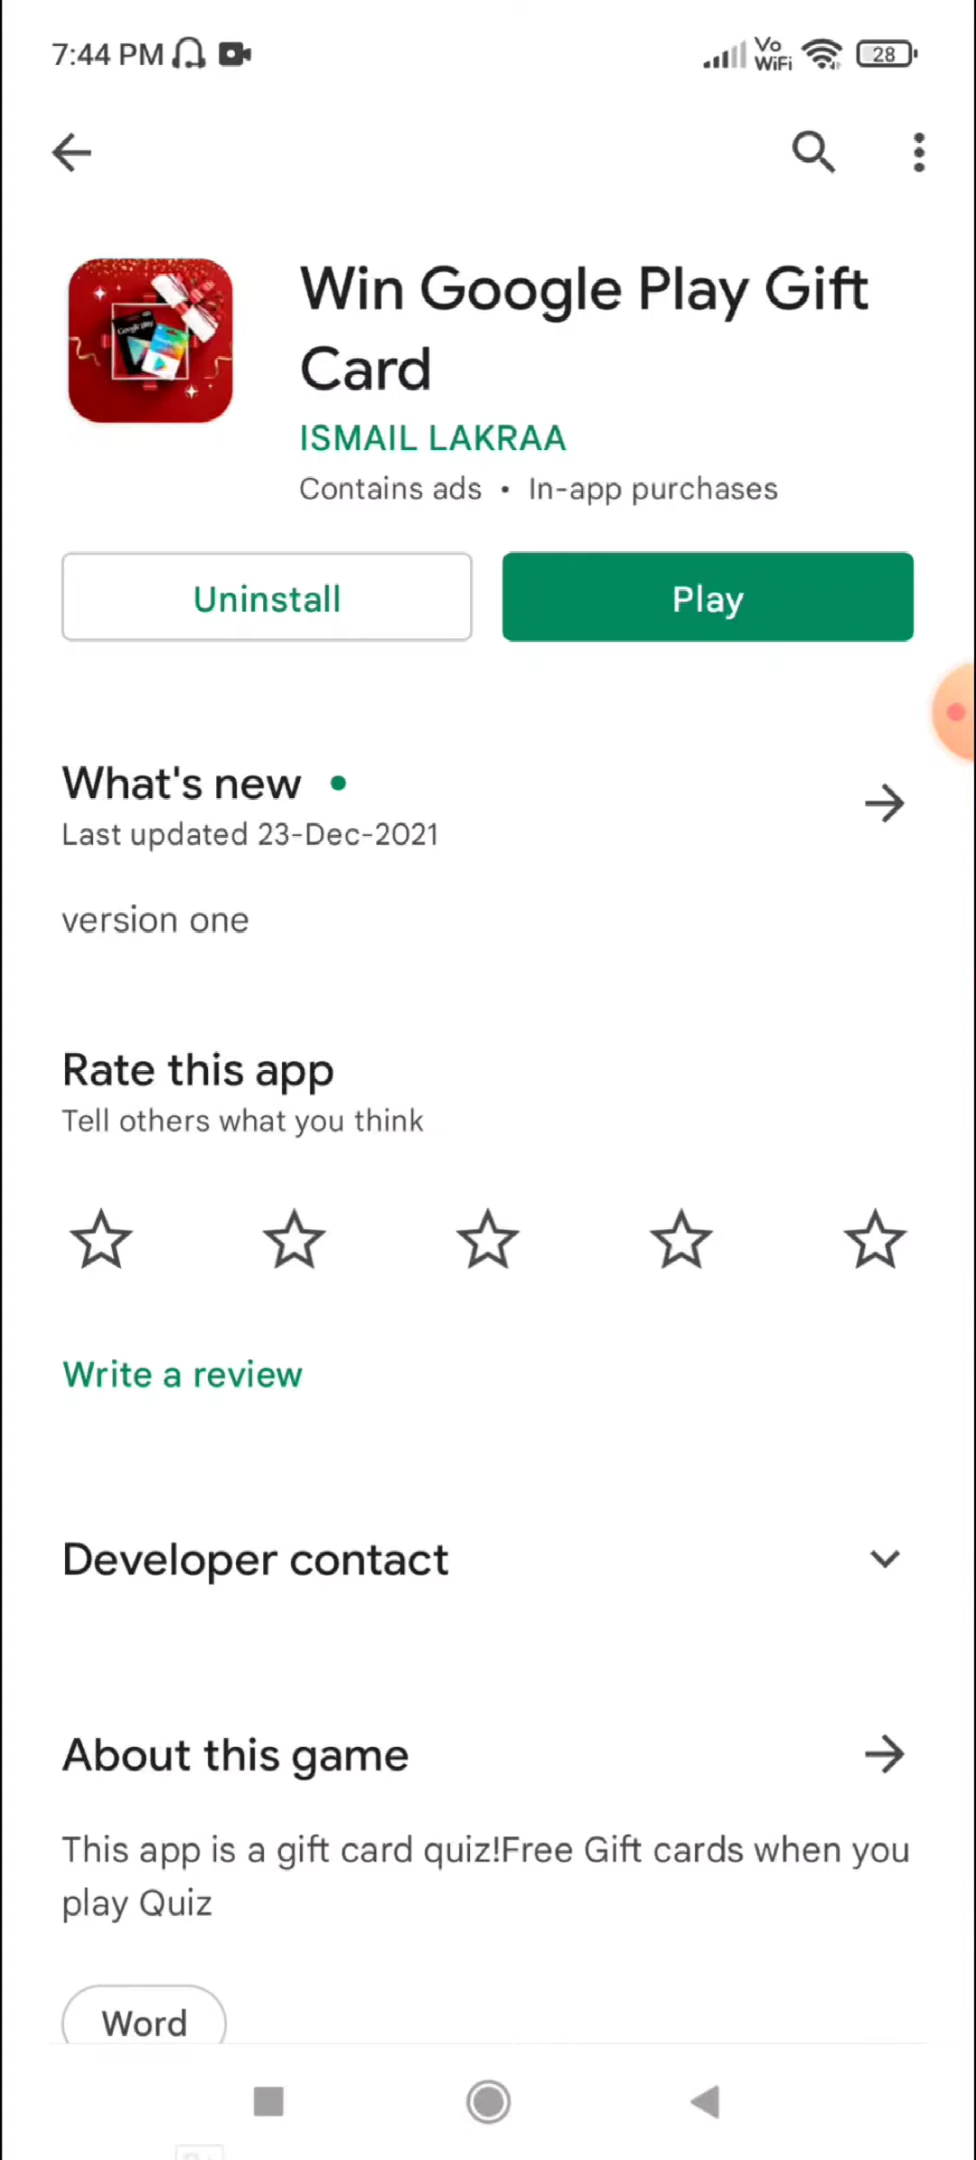 7:44 PM
Vo
WiFi
28
Win Google Play Gift
Card
ISMAIL LAKRAA
Contains ads • In-app purchases
Uninstall
Play
What's new
Last updated 23-Dec-2021
version one
Rate this app
Tell others what you think
Write a review
Developer contact
About this game
This app is a gift card quiz!Free Gift cards when you
play Quiz
Word